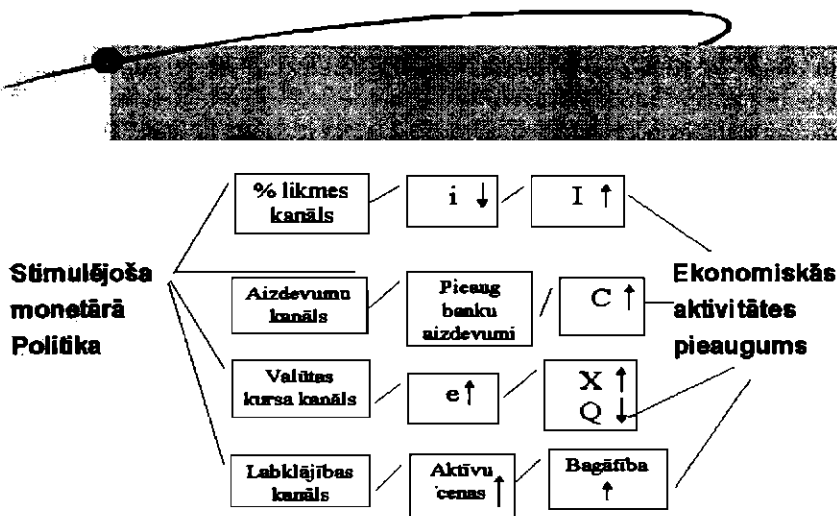 % likmes
kanāls
i ↓
I ↑
Stimulējoša
monetārā
Politika
Aizdevumu
kanāls
Pieaug
banku
aizdevumi
C ↑
Ekonomiskās
aktivitātes
pieaugums
Valūtas
kursa kanāls
e ↑
X ↑
Q ↓
Labklājības
kanāls
Aktīvu
cenas ↑
Bagātība
↑